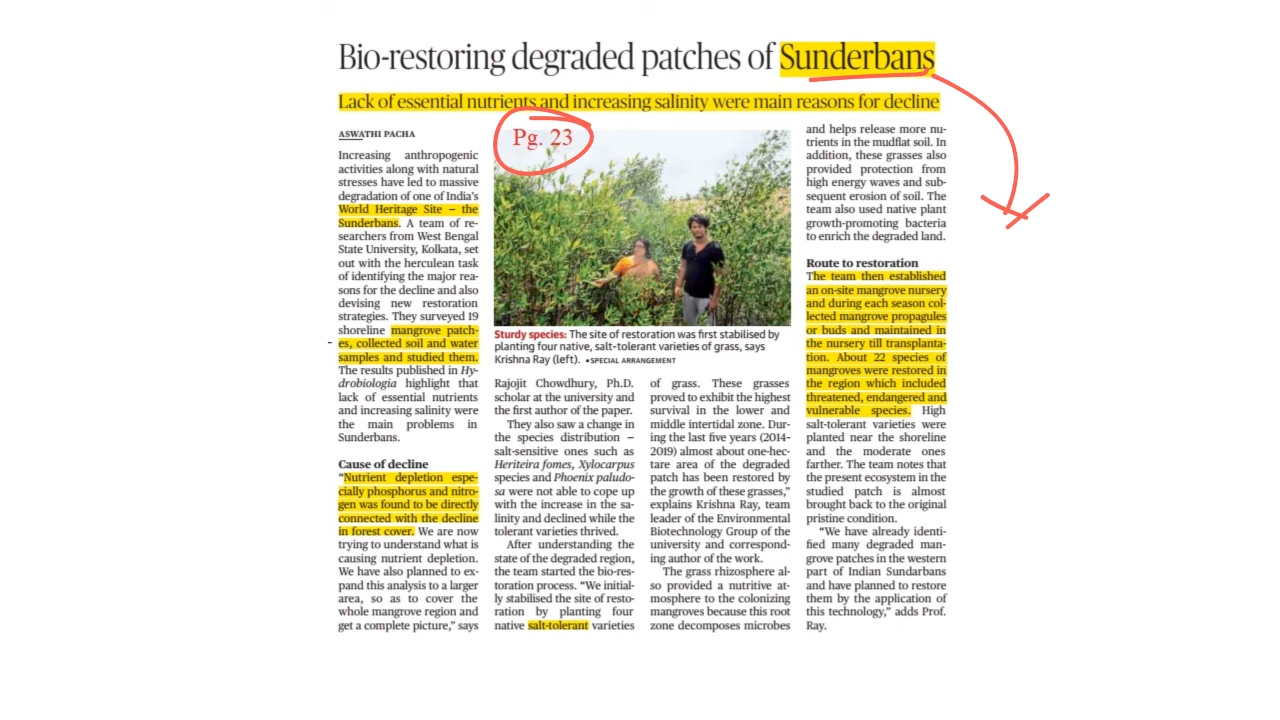 Bio-restoring degraded patches of Sunderbans
Lack of essential nutrients and increasing salinity were main reasons for decline
ASWATHI PACHA
Increasing anthropogenic
activities along with natural
stresses have led to massive
degradation of one of India's
World Heritage Site – the
Sunderbans. A team of re-
searchers from West Bengal
State University, Kolkata, set
out with the herculean task
of identifying the major rea-
sons for the decline and also
devising new restoration
strategies. They surveyed 19
shoreline mangrove patch-
es, collected soil and water
samples and studied them.
The results published in Hy-
drobiologia highlight that
lack of essential nutrients
and increasing salinity were
the main problems in
Sunderbans.
Cause of decline
“Nutrient depletion espe-
cially phosphorus and nitro-
gen was found to be directly
connected with the decline
in forest cover. We are now
trying to understand what is
causing nutrient depletion.
We have also planned to ex-
pand this analysis to a larger
area, so as to cover the
whole mangrove region and
get a complete picture,” says
Pg. 23
Sturdy species: The site of restoration was first stabilised by
planting four native, salt-tolerant varieties of grass, says
Krishna Ray (left). •SPECIAL ARRANGEMENT
Rajojit Chowdhury, Ph.D.
scholar at the university and
the first author of the paper.
They also saw a change in
the species distribution –
salt-sensitive ones such as
Heriteira fomes, Xylocarpus
species and Phoenix paludo-
sa were not able to cope up
with the increase in the sa-
linity and declined while the
tolerant varieties thrived.
After understanding the
state of the degraded region,
the team started the bio-res-
toration process. “We initial-
ly stabilised the site of resto-
ration by planting four
native salt-tolerant varieties
of grass. These grasses
proved to exhibit the highest
survival in the lower and
middle intertidal zone. Dur-
ing the last five years (2014-
2019) almost about one-hec-
tare area of the degraded
patch has been restored by
the growth of these grasses,”
explains Krishna Ray, team
leader of the Environmental
Biotechnology Group of the
university and correspond-
ing author of the work.
The grass rhizosphere al-
so provided a nutritive at-
mosphere to the colonizing
mangroves because this root
zone decomposes microbes
and helps release more nu-
trients in the mudflat soil. In
addition, these grasses also
provided protection from
high energy waves and sub-
sequent erosion of soil. The
team also used native plant
growth-promoting bacteria
to enrich the degraded land.
Route to restoration
The team then established
an on-site mangrove nursery
and during each season col-
lected mangrove propagules
or buds and maintained in
the nursery till transplanta-
tion. About 22 species of
mangroves were restored in
the region which included
threatened, endangered and
vulnerable species. High
salt-tolerant varieties were
planted near the shoreline
and the moderate ones
farther. The team notes that
the present ecosystem in the
studied patch is almost
brought back to the original
pristine condition.
“We have already identi-
fied many degraded man-
grove patches in the western
part of Indian Sundarbans
and have planned to restore
them by the application of
this technology,” adds Prof.
Ray.